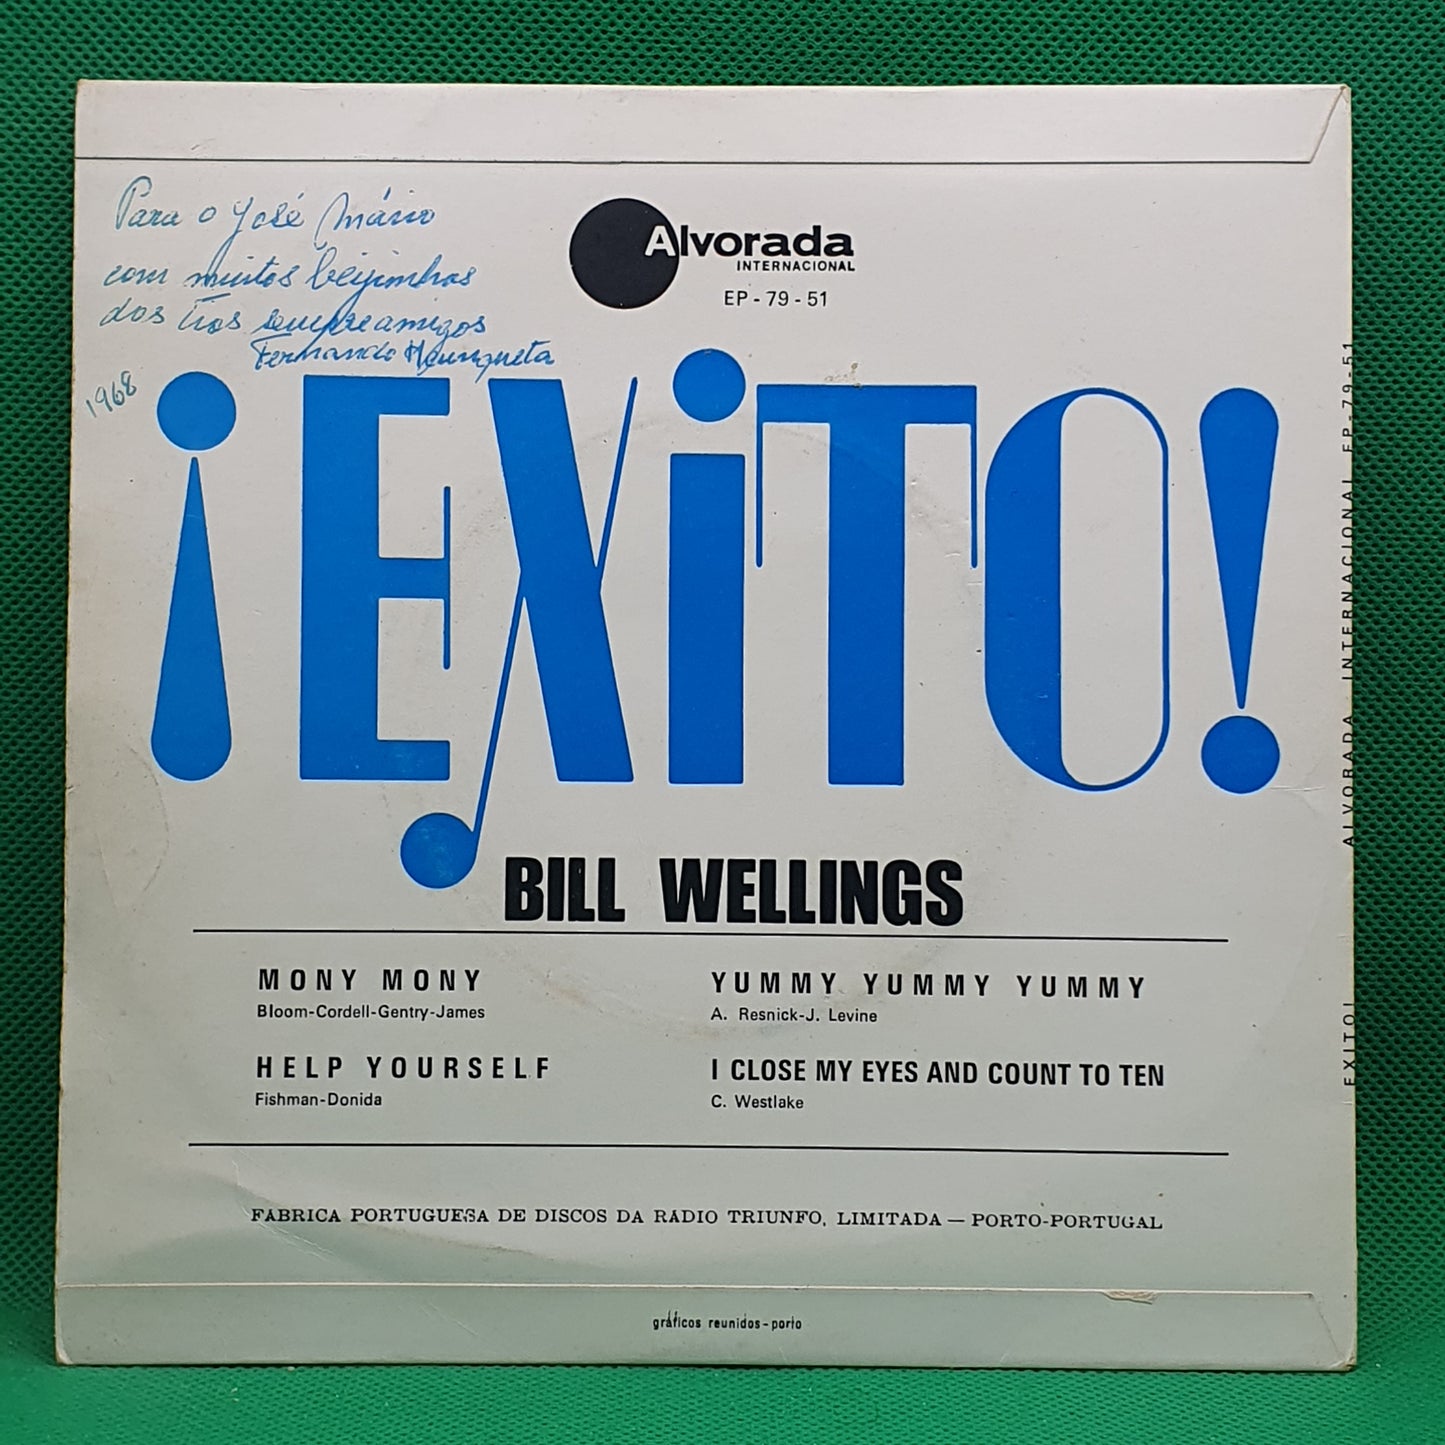 Para o José Mário
com muitos beijinhos
dos tios sempre amigos
Fernando
1968
Alvorada
INTERNACIONAL
EP - 79 - 51
¡EXiTO!
BILL WELLINGS
MONY MONY
Bloom-Cordell-Gentry-James
HELP YOURSELF
Fishman-Donida
YUMMY YUMMY YUMMY
A. Resnick-J. Levine
I CLOSE MY EYES AND COUNT TO TEN
C. Westlake
FÁBRICA PORTUGUESA DE DISCOS DA RÁDIO TRIUNFO, LIMITADA — PORTO-PORTUGAL
gráficos reunidos - porto
EXITO! ALVORADA INTERNACIONAL EP-79-51